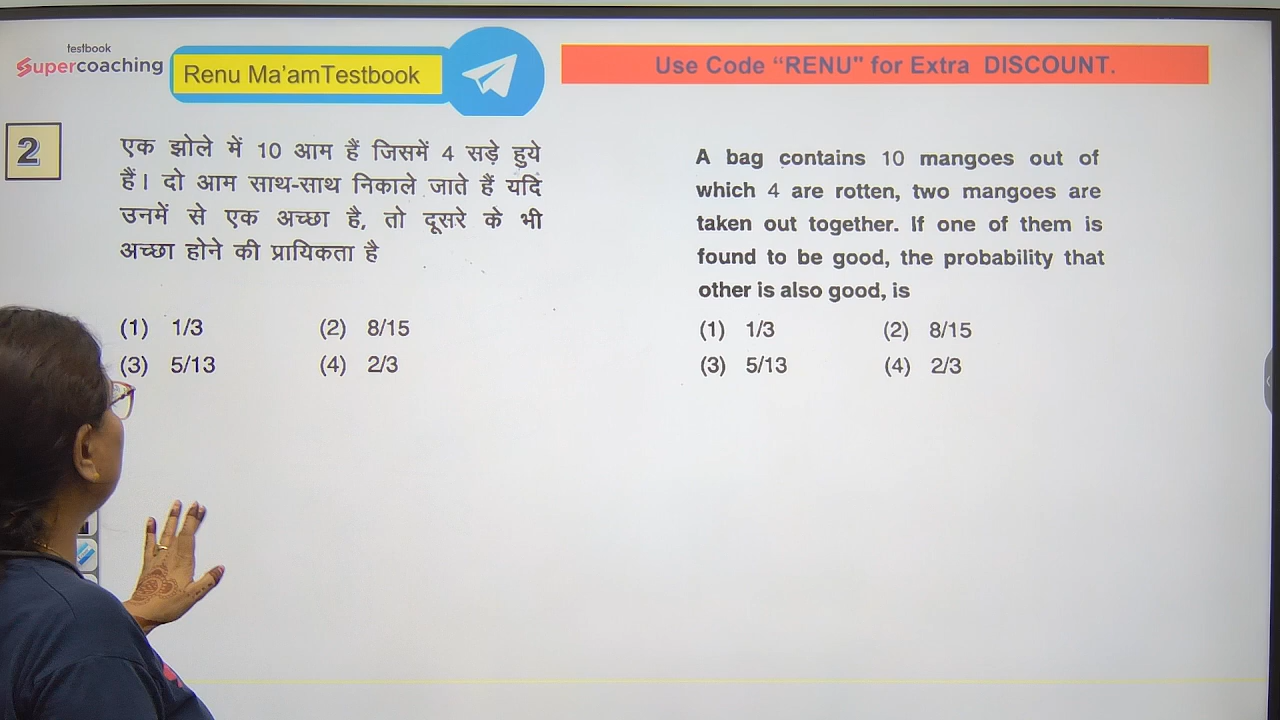 testbook
Supercoaching
Renu Ma'amTestbook
Use Code “RENU" for Extra DISCOUNT.
2
एक झोले में 10 आम हैं जिसमें 4 सड़े हुये
हैं। दो आम साथ-साथ निकाले जाते हैं यदि
उनमें से एक अच्छा है, तो दूसरे के भी
अच्छा होने की प्रायिकता है
(1) 1/3 (2) 8/15
(3) 5/13 (4) 2/3
A bag contains 10 mangoes out of
which 4 are rotten, two mangoes are
taken out together. If one of them is
found to be good, the probability that
other is also good, is
(1) 1/3 (2) 8/15
(3) 5/13 (4) 2/3